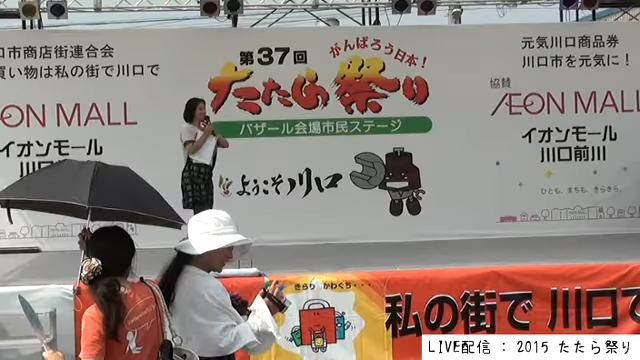 口市商店街連合会
買い物は私の街で川口で
ÆON MALL
イオンモール
第37回
がんばろう日本！
たたら祭り
バザール会場市民ステージ
ようこそ川口
元気川口商品券
川口市を元気に！
協賛
ÆON MALL
イオンモール
川口前川
ひとも、まちも、きらきら。
きらり かわぐち・・・
私の街で 川口で
LIVE配信 : 2015 たたら祭り